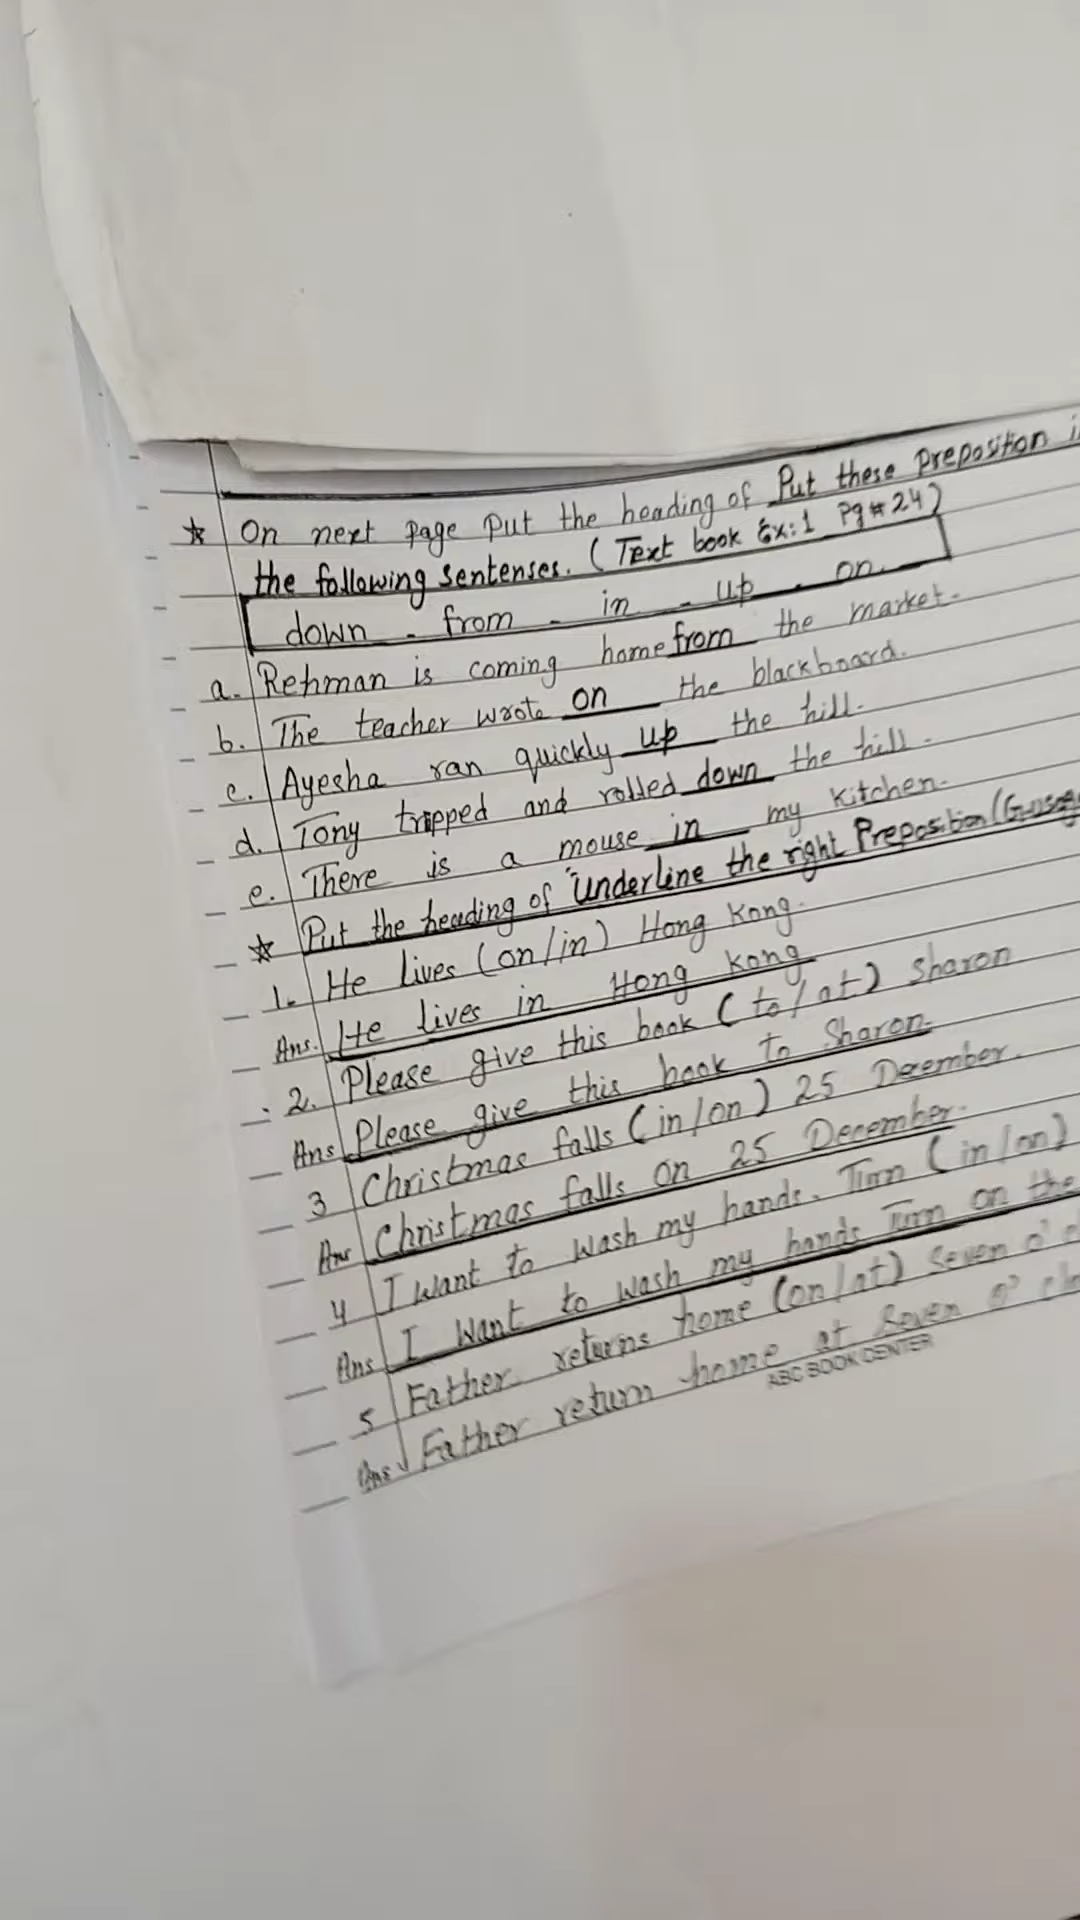 ★ On next page put the heading of Put these preposition
the following sentenses. (Text book Ex:1 Pg # 24)
down - from - in - up - on
a. Rehman is coming home from the market.
b. The teacher wrote on the blackboard.
c. Ayesha ran quickly up the hill.
d. Tony tripped and rolled down the hill.
e. There is a mouse in my kitchen.
★ Put the heading of "Underline the right Preposition
1. He lives (on/in) Hong Kong.
Ans. He lives in Hong Kong
2. Please give this book (to/at) Sharon
Ans Please give this book to Sharon.
3 Christmas falls (in/on) 25 December.
Ans Christmas falls on 25 December.
4 I want to wash my hands. Turn (in/on)
Ans I want to wash my hands Turn on the
5 Father returns home (on/at) seven o'
Ans Father return home at seven o'
ABC BOOK CENTER